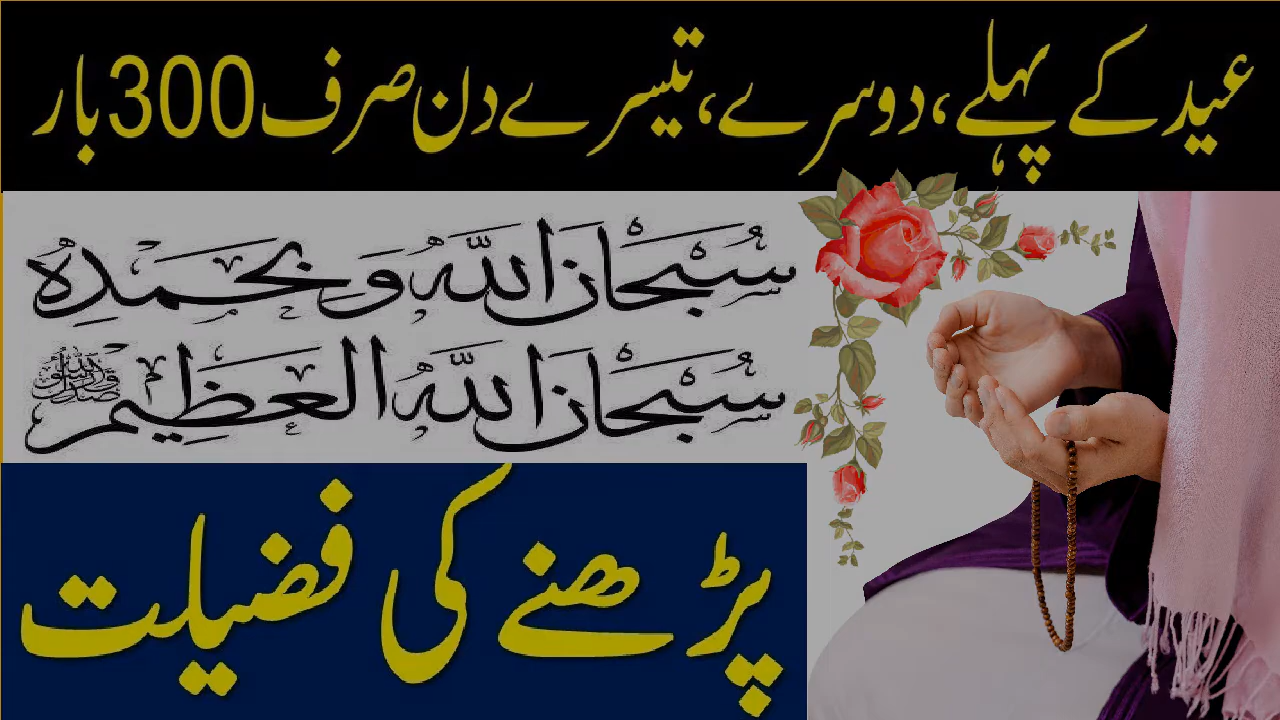 عید کے پہلے، دوسرے، تیسرے دن صرف 300 بار
سُبْحَانَ اللّٰهِ وَ بِحَمْدِهٖ
سُبْحَانَ اللّٰهِ الْعَظِيْم
پڑھنے کی فضیلت